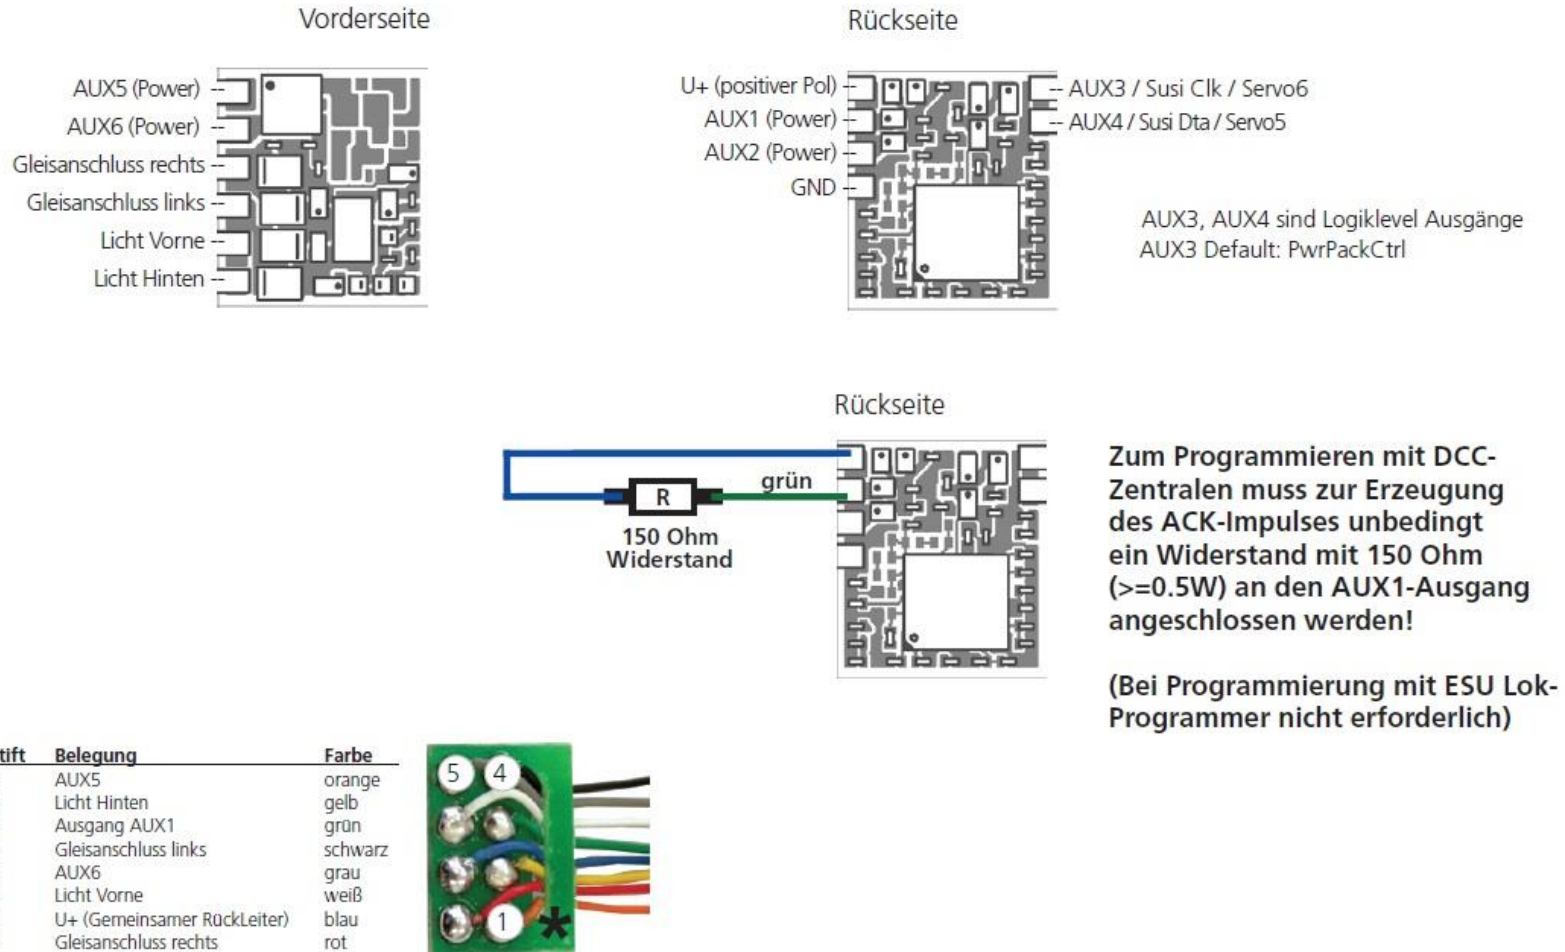 Vorderseite
AUX5 (Power)
AUX6 (Power)
Gleisanschluss rechts
Gleisanschluss links
Licht Vorne
Licht Hinten
Rückseite
U+ (positiver Pol)
AUX1 (Power)
AUX2 (Power)
GND
AUX3 / Susi Clk / Servo6
AUX4 / Susi Dta / Servo5
AUX3, AUX4 sind Logiklevel Ausgänge
AUX3 Default: PwrPackCtrl
Rückseite
grün
R
150 Ohm
Widerstand
Zum Programmieren mit DCC-
Zentralen muss zur Erzeugung
des ACK-Impulses unbedingt
ein Widerstand mit 150 Ohm
(>=0.5W) an den AUX1-Ausgang
angeschlossen werden!
(Bei Programmierung mit ESU Lok-
Programmer nicht erforderlich)
tift Belegung Farbe
AUX5 orange
Licht Hinten gelb
Ausgang AUX1 grün
Gleisanschluss links schwarz
AUX6 grau
Licht Vorne weiß
U+ (Gemeinsamer RückLeiter) blau
Gleisanschluss rechts rot
5 4
1 *